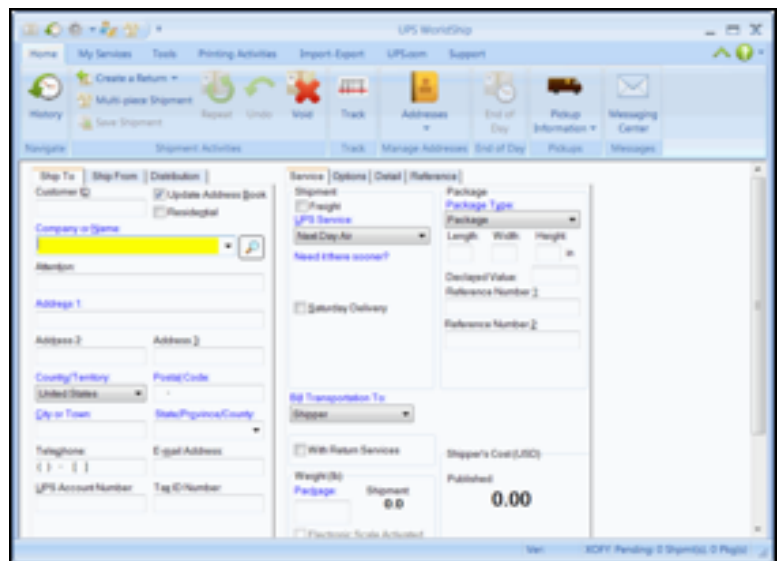 UPS WorldShip
Home My Services Tools Printing Activities Import-Export UPS.com Support
History
Create a Return
Multi-piece Shipment
Save Shipment
Repeat Undo Void Track Addresses End of Day Pickup Information Messaging Center
Navigate Shipment Activities Track Manage Addresses End of Day Pickups Messages
Ship To Ship From Distribution
Customer ID:
Update Address Book
Residential
Company or Name:
Attention:
Address 1:
Address 2: Address 3:
Country/Territory: Postal Code:
United States -
City or Town: State/Province/County:
Telephone: E-mail Address:
( ) - [ ]
UPS Account Number: Tax ID Number:
Service Options Detail Reference
Shipment
Freight
UPS Service:
Next Day Air
Need it there sooner?
Saturday Delivery
Bill Transportation To:
Shipper
With Return Services
Weight (lb)
Package: Shipment
0.0
Electronic Scale Activated
Package
Package Type:
Package
Length: Width: Height:
in
Declared Value:
Reference Number 1:
Reference Number 2:
Shipper's Cost (USD)
Published:
0.00
Pending: 0 Shpmt(s), 0 Pkg(s)